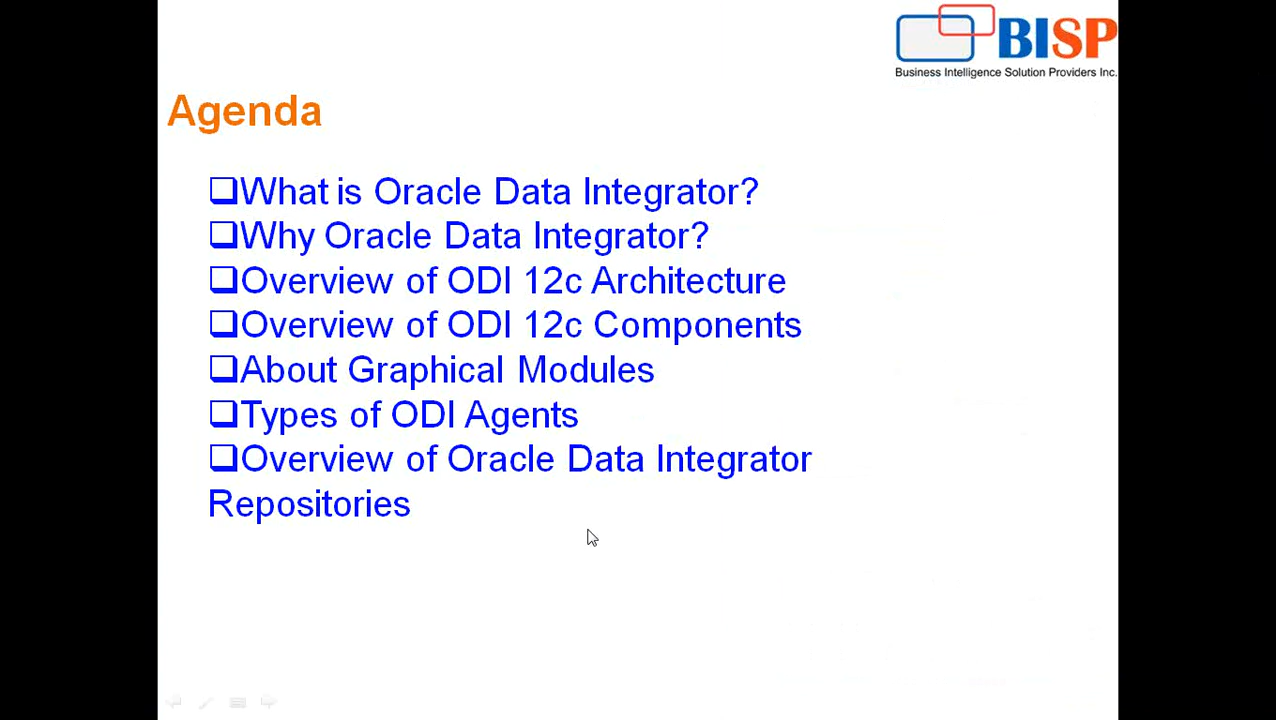 BISP
Business Intelligence Solution Providers Inc.
Agenda
❑What is Oracle Data Integrator?
❑Why Oracle Data Integrator?
❑Overview of ODI 12c Architecture
❑Overview of ODI 12c Components
❑About Graphical Modules
❑Types of ODI Agents
❑Overview of Oracle Data Integrator
Repositories